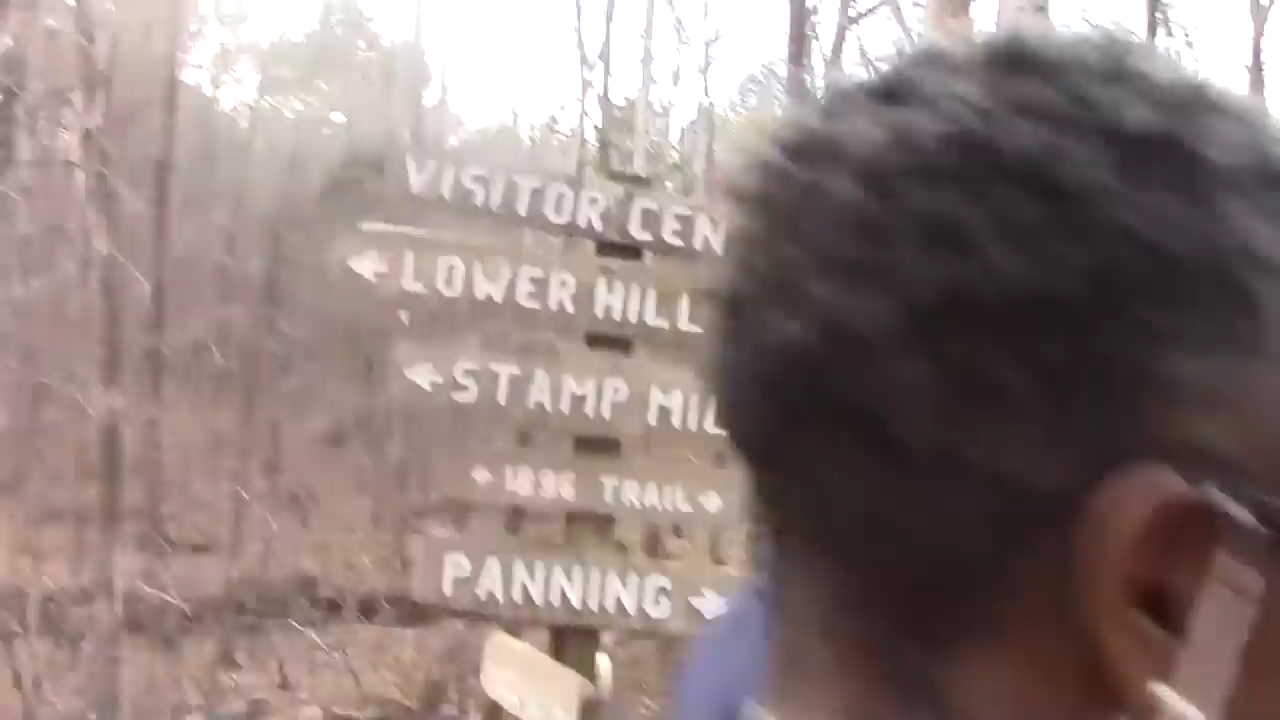 VISITOR CEN
LOWER HILL
STAMP MIL
1896 TRAIL
PANNING